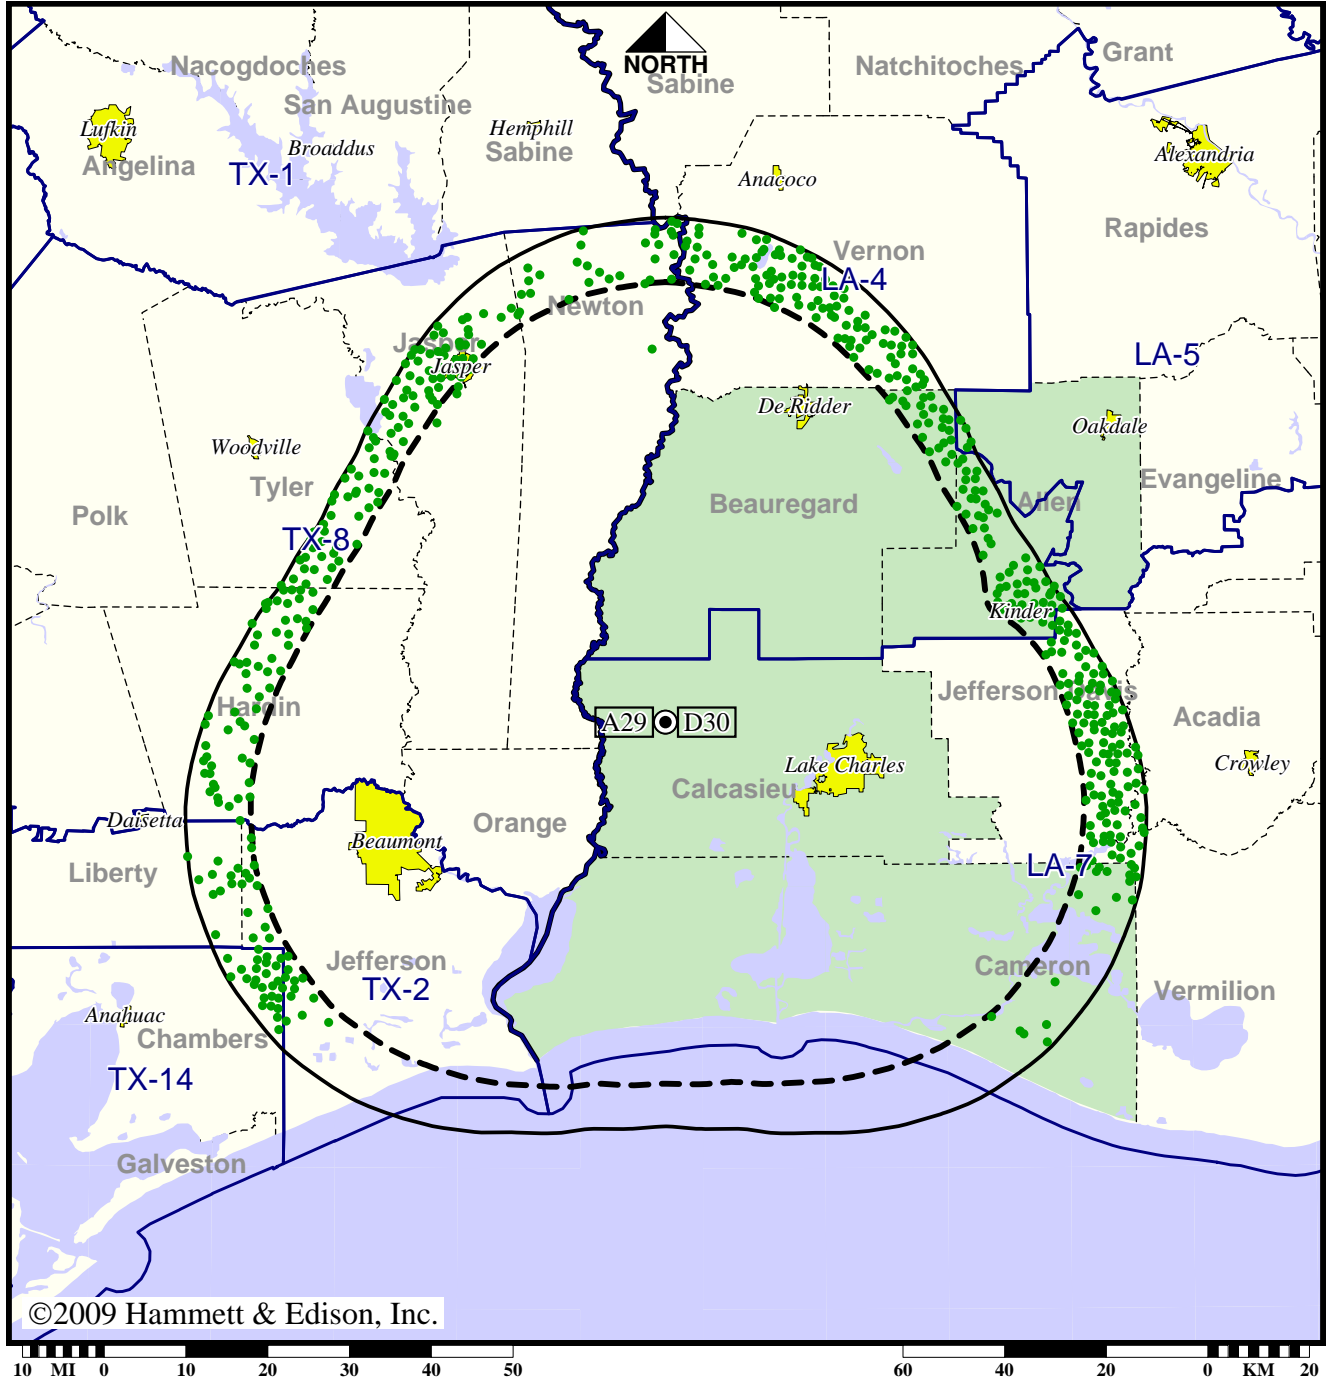 Nacogdoches
NORTH
Sabine
Natchitoches
Grant
San Augustine
Lufkin
Hemphill
Broaddus
Sabine
Alexandria
Angelina
TX-1
Anacoco
Rapides
Vernon
LA-4
Newton
Jasper
Jasper
LA-5
De Ridder
Oakdale
Woodville
Tyler
Evangeline
Beauregard
Allen
Polk
TX-8
Kinder
Jefferson Davis
Hardin
Acadia
A29
D30
Lake Charles
Crowley
Calcasieu
Daisetta
Orange
Beaumont
Liberty
LA-7
Jefferson
Cameron
TX-2
Vermilion
Anahuac
Chambers
TX-14
Galveston
©2009 Hammett & Edison, Inc.
10 MI 0 10 20 30 40 50
60 40 20 0 KM 20